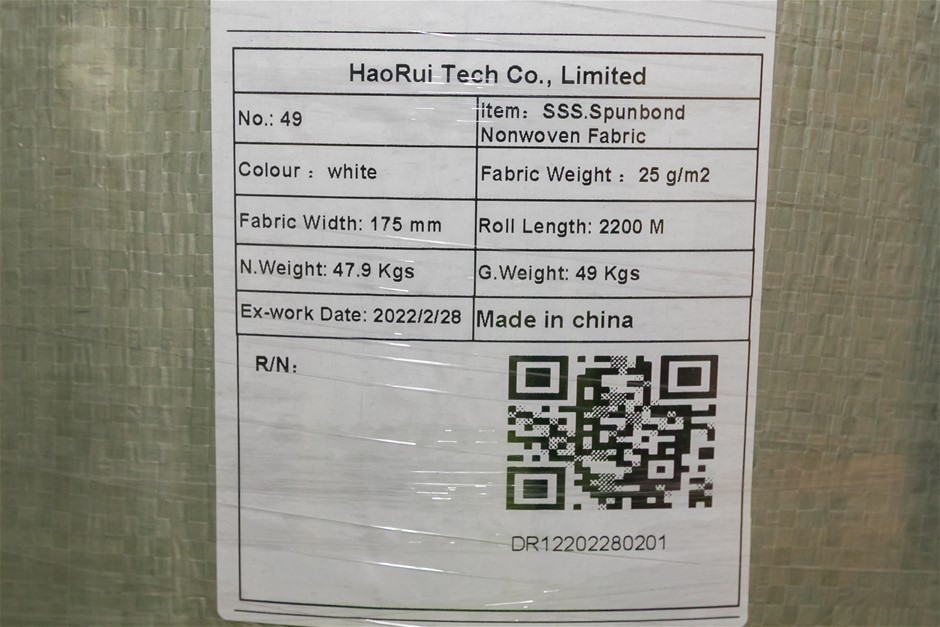 HaoRui Tech Co., Limited
No.: 49
Item: SSS.Spunbond
Nonwoven Fabric
Colour : white
Fabric Weight : 25 g/m2
Fabric Width: 175 mm
Roll Length: 2200 M
N.Weight: 47.9 Kgs
G.Weight: 49 Kgs
Ex-work Date: 2022/2/28
Made in china
R/N:
DR12202280201